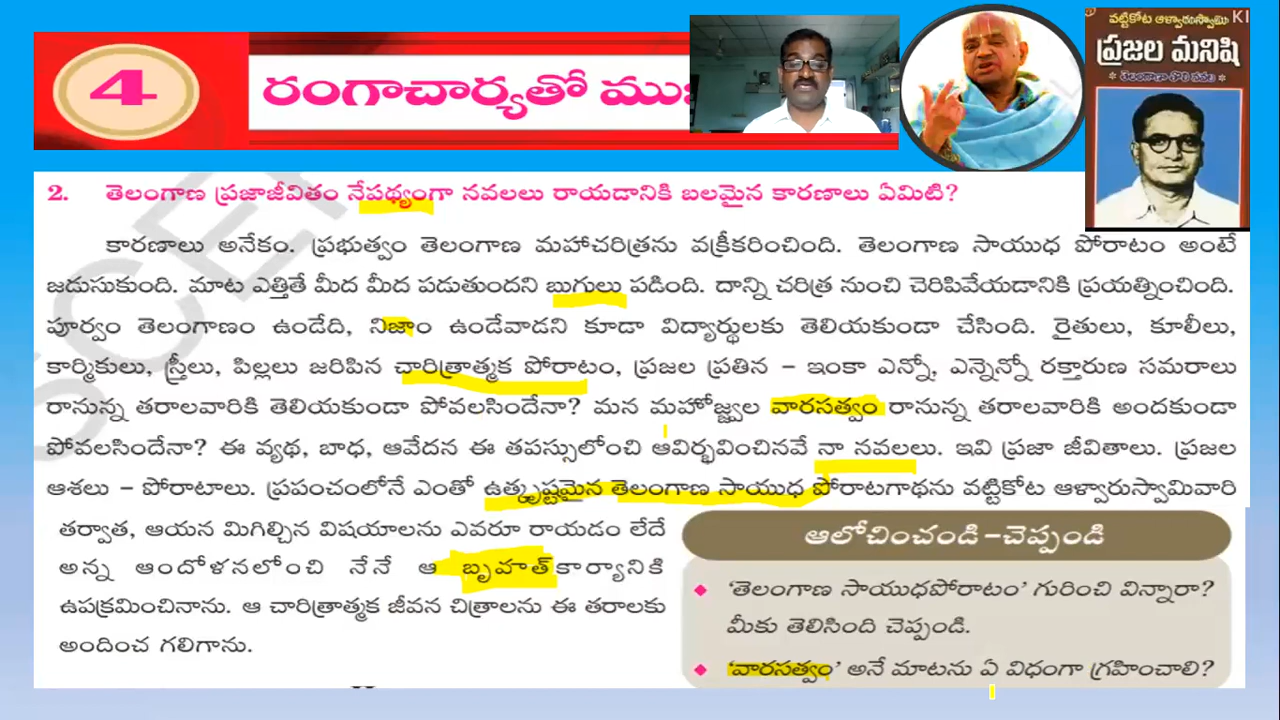 4
రంగాచార్యతో
వట్టికోట ఆళ్వారుస్వామి
ప్రజల మనిషి
* తెలంగాణా తొలి నవల *
2. తెలంగాణ ప్రజాజీవితం నేపథ్యంగా నవలలు రాయడానికి బలమైన కారణాలు ఏమిటి?
కారణాలు అనేకం. ప్రభుత్వం తెలంగాణ మహాచరిత్రను వక్రీకరించింది. తెలంగాణ సాయుధ పోరాటం అంటే
జడుసుకుంది. మాట ఎత్తితే మీద మీద పడుతుందని బుగులు పడింది. దాన్ని చరిత్ర నుంచి చెరిపివేయడానికి ప్రయత్నించింది.
పూర్వం తెలంగాణం ఉండేది, నిజాం ఉండేవాడని కూడా విద్యార్థులకు తెలియకుండా చేసింది. రైతులు, కూలీలు,
కార్మికులు, స్త్రీలు, పిల్లలు జరిపిన చారిత్రాత్మక పోరాటం, ప్రజల ప్రతిన – ఇంకా ఎన్నో, ఎన్నెన్నో రక్తారుణ సమరాలు
రానున్న తరాలవారికి తెలియకుండా పోవలసిందేనా? మన మహోజ్జ్వల వారసత్వం రానున్న తరాలవారికి అందకుండా
పోవలసిందేనా? ఈ వ్యథ, బాధ, ఆవేదన ఈ తపస్సులోంచి ఆవిర్భవించినవే నా నవలలు. ఇవి ప్రజా జీవితాలు. ప్రజల
ఆశలు – పోరాటాలు. ప్రపంచంలోనే ఎంతో ఉత్కృష్టమైన తెలంగాణ సాయుధ పోరాటగాథను వట్టికోట ఆళ్వారుస్వామివారి
తర్వాత, ఆయన మిగిల్చిన విషయాలను ఎవరూ రాయడం లేదే
అన్న ఆందోళనలోంచి నేనే ఆ బృహత్‌కార్యానికి
ఉపక్రమించినాను. ఆ చారిత్రాత్మక జీవన చిత్రాలను ఈ తరాలకు
అందించ గలిగాను.
ఆలోచించండి–చెప్పండి
◆ 'తెలంగాణ సాయుధపోరాటం' గురించి విన్నారా?
మీకు తెలిసింది చెప్పండి.
◆ 'వారసత్వం' అనే మాటను ఏ విధంగా గ్రహించాలి?